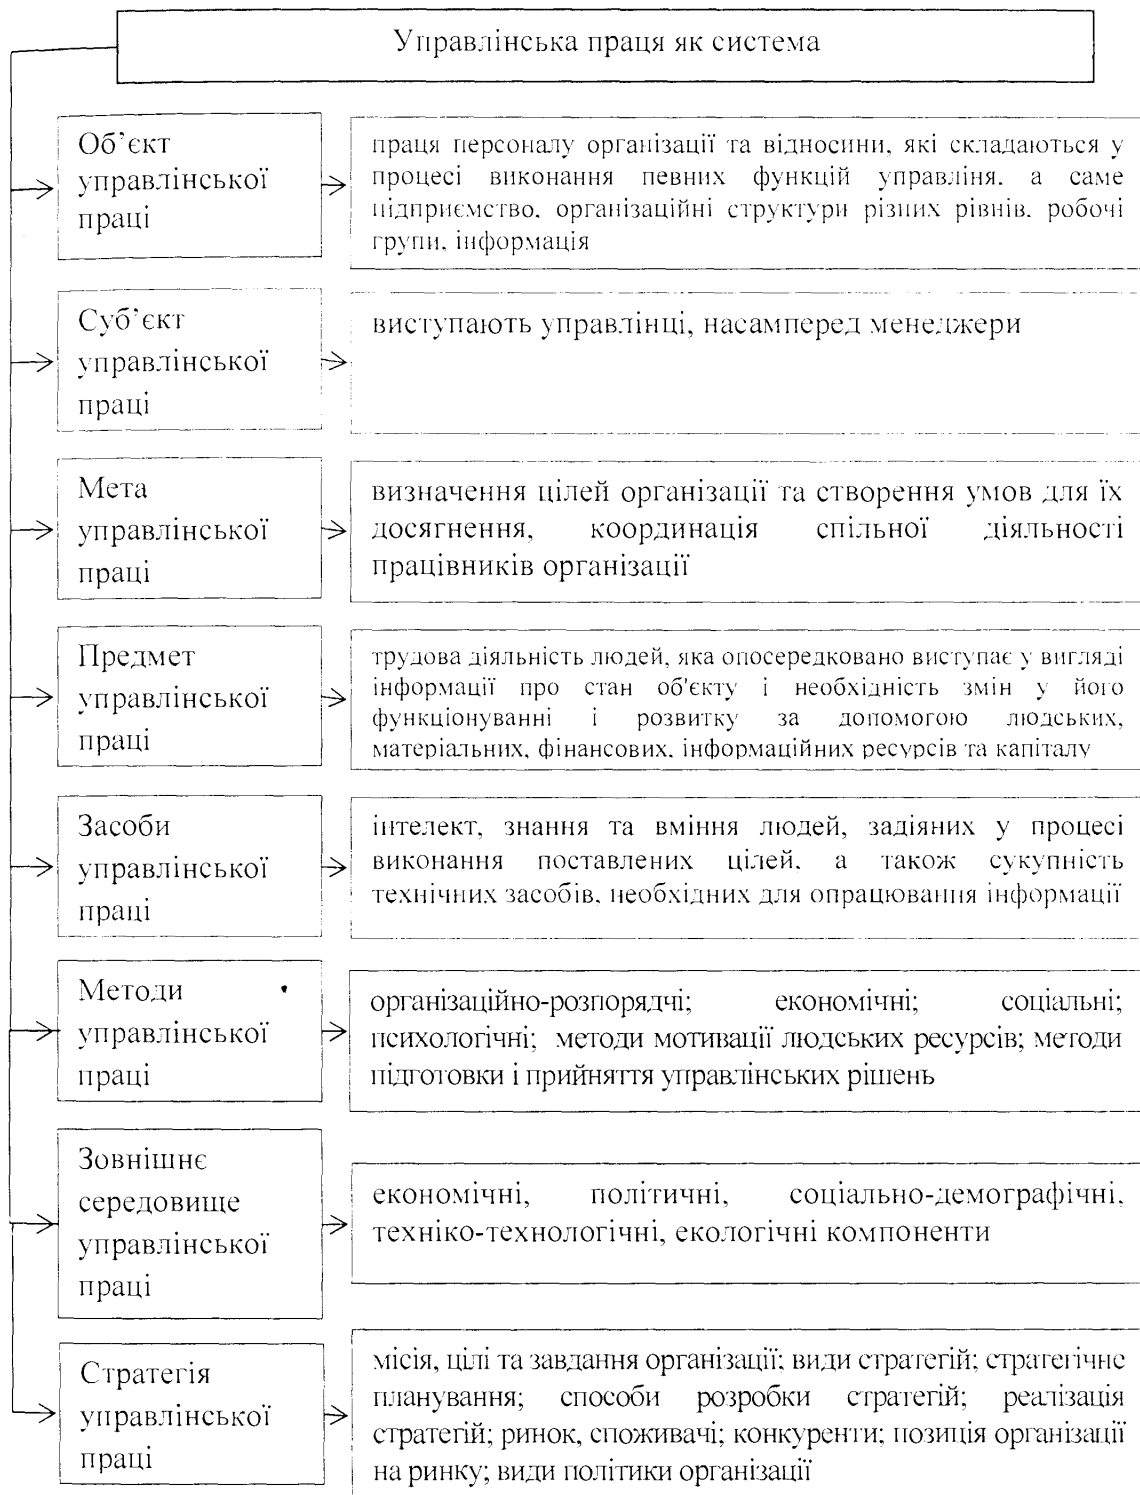 Управлінська праця як система
Об’єкт
управлінської
праці
праця персоналу організації та відносини, які складаються у
процесі виконання певних функцій управліня. а саме
підприємство. організаційні структури різних рівнів. робочі
групи, інформація
Суб’єкт
управлінської
праці
виступають управлінці, насамперед менеджери
Мета
управлінської
праці
визначення цілей організації та створення умов для їх
досягнення, координація спільної діяльності
працівників організації
Предмет
управлінської
праці
трудова діяльність людей, яка опосередковано виступає у вигляді
інформації про стан об'єкту і необхідність змін у його
функціонуванні і розвитку за допомогою людських,
матеріальних, фінансових, інформаційних ресурсів та капіталу
Засоби
управлінської
праці
інтелект, знання та вміння людей, задіяних у процесі
виконання поставлених цілей, а також сукупність
технічних засобів, необхідних для опрацювання інформації
Методи
управлінської
праці
організаційно-розпорядчі; економічні; соціальні;
психологічні; методи мотивації людських ресурсів; методи
підготовки і прийняття управлінських рішень
Зовнішнє
середовище
управлінської
праці
економічні, політичні, соціально-демографічні,
техніко-технологічні, екологічні компоненти
Стратегія
управлінської
праці
місія, цілі та завдання організації; види стратегій; стратегічне
планування; способи розробки стратегій; реалізація
стратегій; ринок, споживачі; конкуренти; позиція організації
на ринку; види політики організації